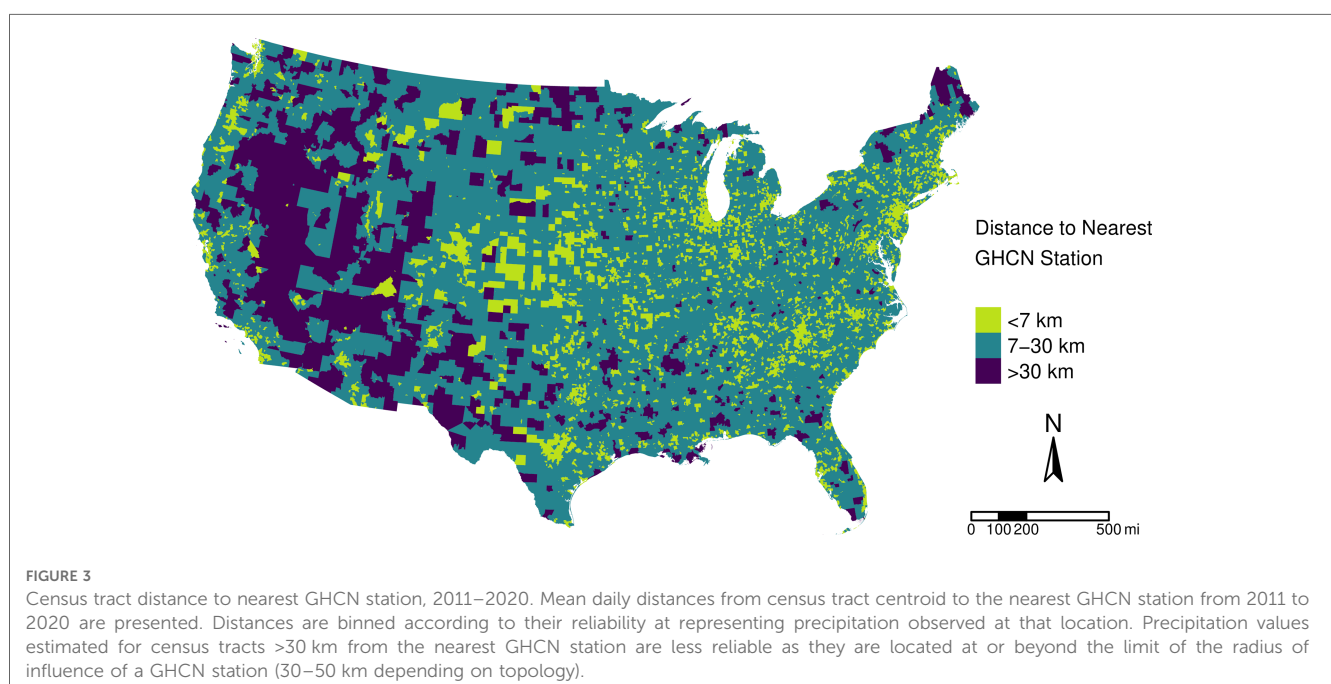 Distance to Nearest
GHCN Station
<7 km
7–30 km
>30 km
N
0 100 200 500 mi
FIGURE 3
Census tract distance to nearest GHCN station, 2011–2020. Mean daily distances from census tract centroid to the nearest GHCN station from 2011 to
2020 are presented. Distances are binned according to their reliability at representing precipitation observed at that location. Precipitation values
estimated for census tracts >30 km from the nearest GHCN station are less reliable as they are located at or beyond the limit of the radius of
influence of a GHCN station (30–50 km depending on topology).